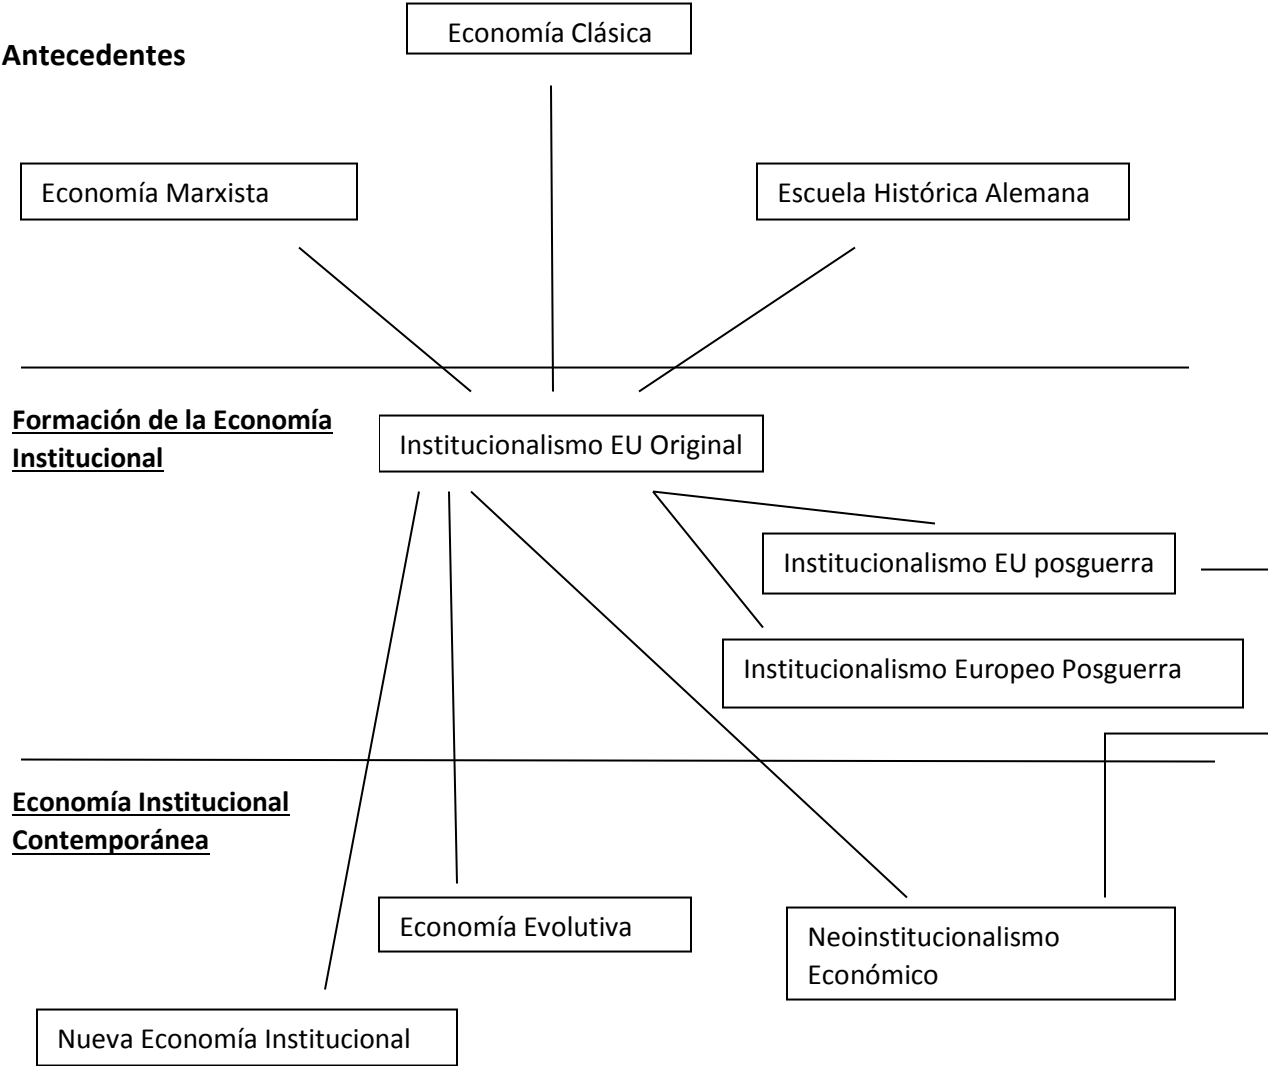 Economía Clásica
Antecedentes
Economía Marxista
Escuela Histórica Alemana
Formación de la Economía
Institucional
Institucionalismo EU Original
Institucionalismo EU posguerra
Institucionalismo Europeo Posguerra
Economía Institucional
Contemporánea
Economía Evolutiva
Neoinstitucionalismo
Económico
Nueva Economía Institucional